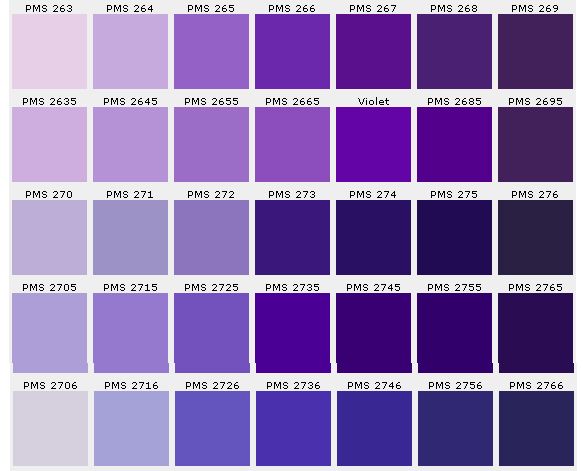 PMS 263 PMS 264 PMS 265 PMS 266 PMS 267 PMS 268 PMS 269
PMS 2635 PMS 2645 PMS 2655 PMS 2665 Violet PMS 2685 PMS 2695
PMS 270 PMS 271 PMS 272 PMS 273 PMS 274 PMS 275 PMS 276
PMS 2705 PMS 2715 PMS 2725 PMS 2735 PMS 2745 PMS 2755 PMS 2765
PMS 2706 PMS 2716 PMS 2726 PMS 2736 PMS 2746 PMS 2756 PMS 2766